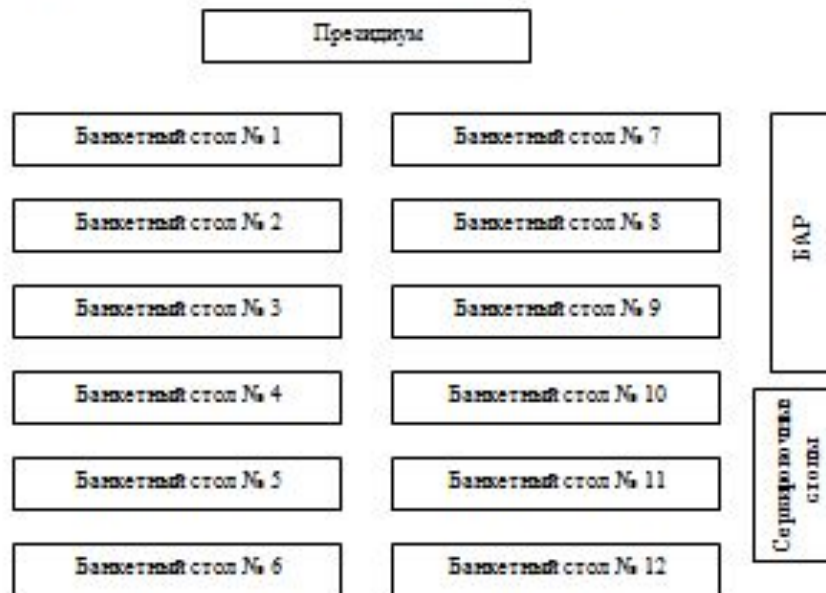 Президиум
Банкетный стол № 1
Банкетный стол № 7
Банкетный стол № 2
Банкетный стол № 8
Банкетный стол № 3
Банкетный стол № 9
Банкетный стол № 4
Банкетный стол № 10
Банкетный стол № 5
Банкетный стол № 11
Банкетный стол № 6
Банкетный стол № 12
БАР
Сервировочные
столы